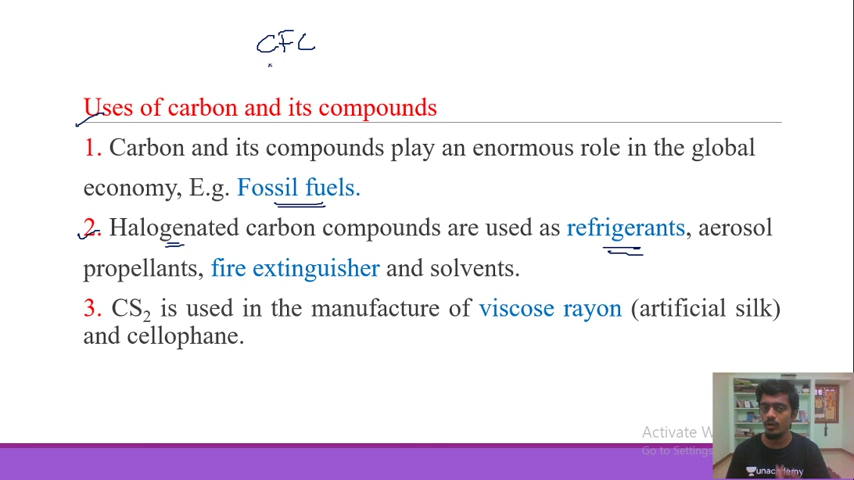 CFC
Uses of carbon and its compounds
1. Carbon and its compounds play an enormous role in the global
economy, E.g. Fossil fuels.
2. Halogenated carbon compounds are used as refrigerants, aerosol
propellants, fire extinguisher and solvents.
3. CS₂ is used in the manufacture of viscose rayon (artificial silk)
and cellophane.
Activate W
Go to Settings
unacademy